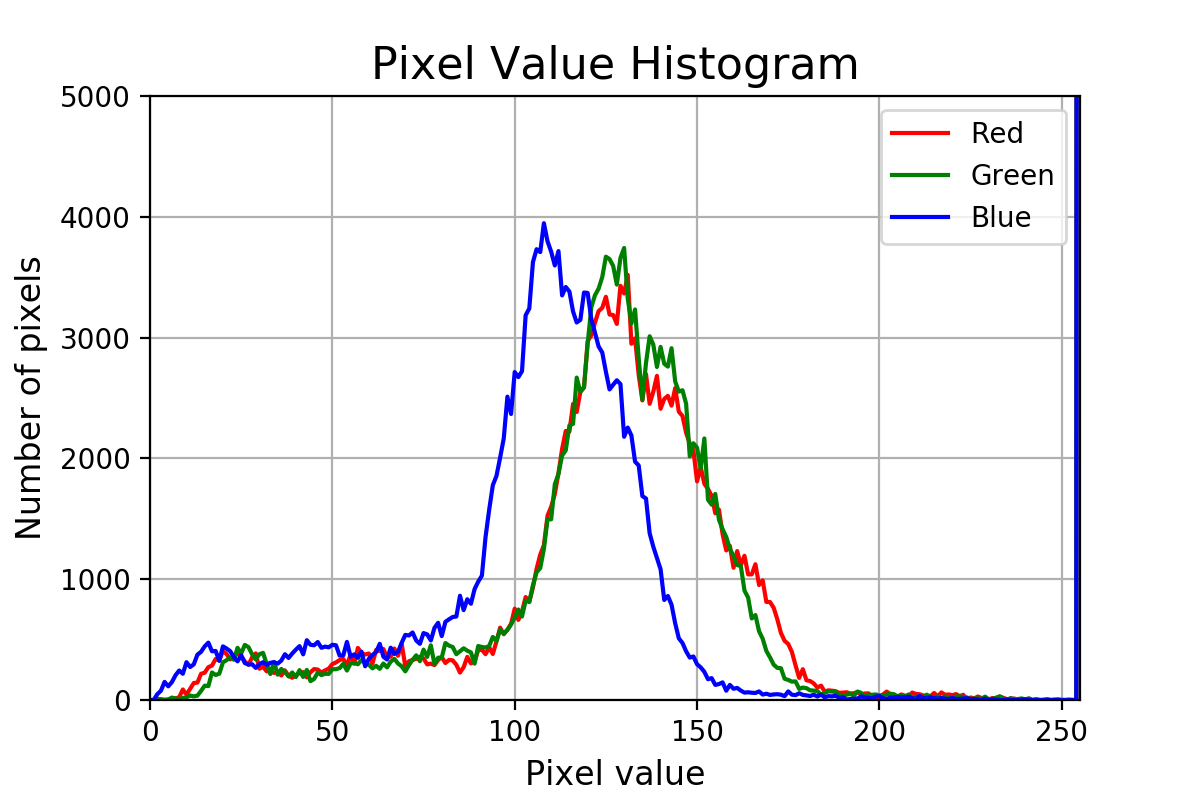 Pixel Value Histogram
5000
4000
3000
2000
1000
0
Number of pixels
Red
Green
Blue
0 50 100 150 200 250
Pixel value